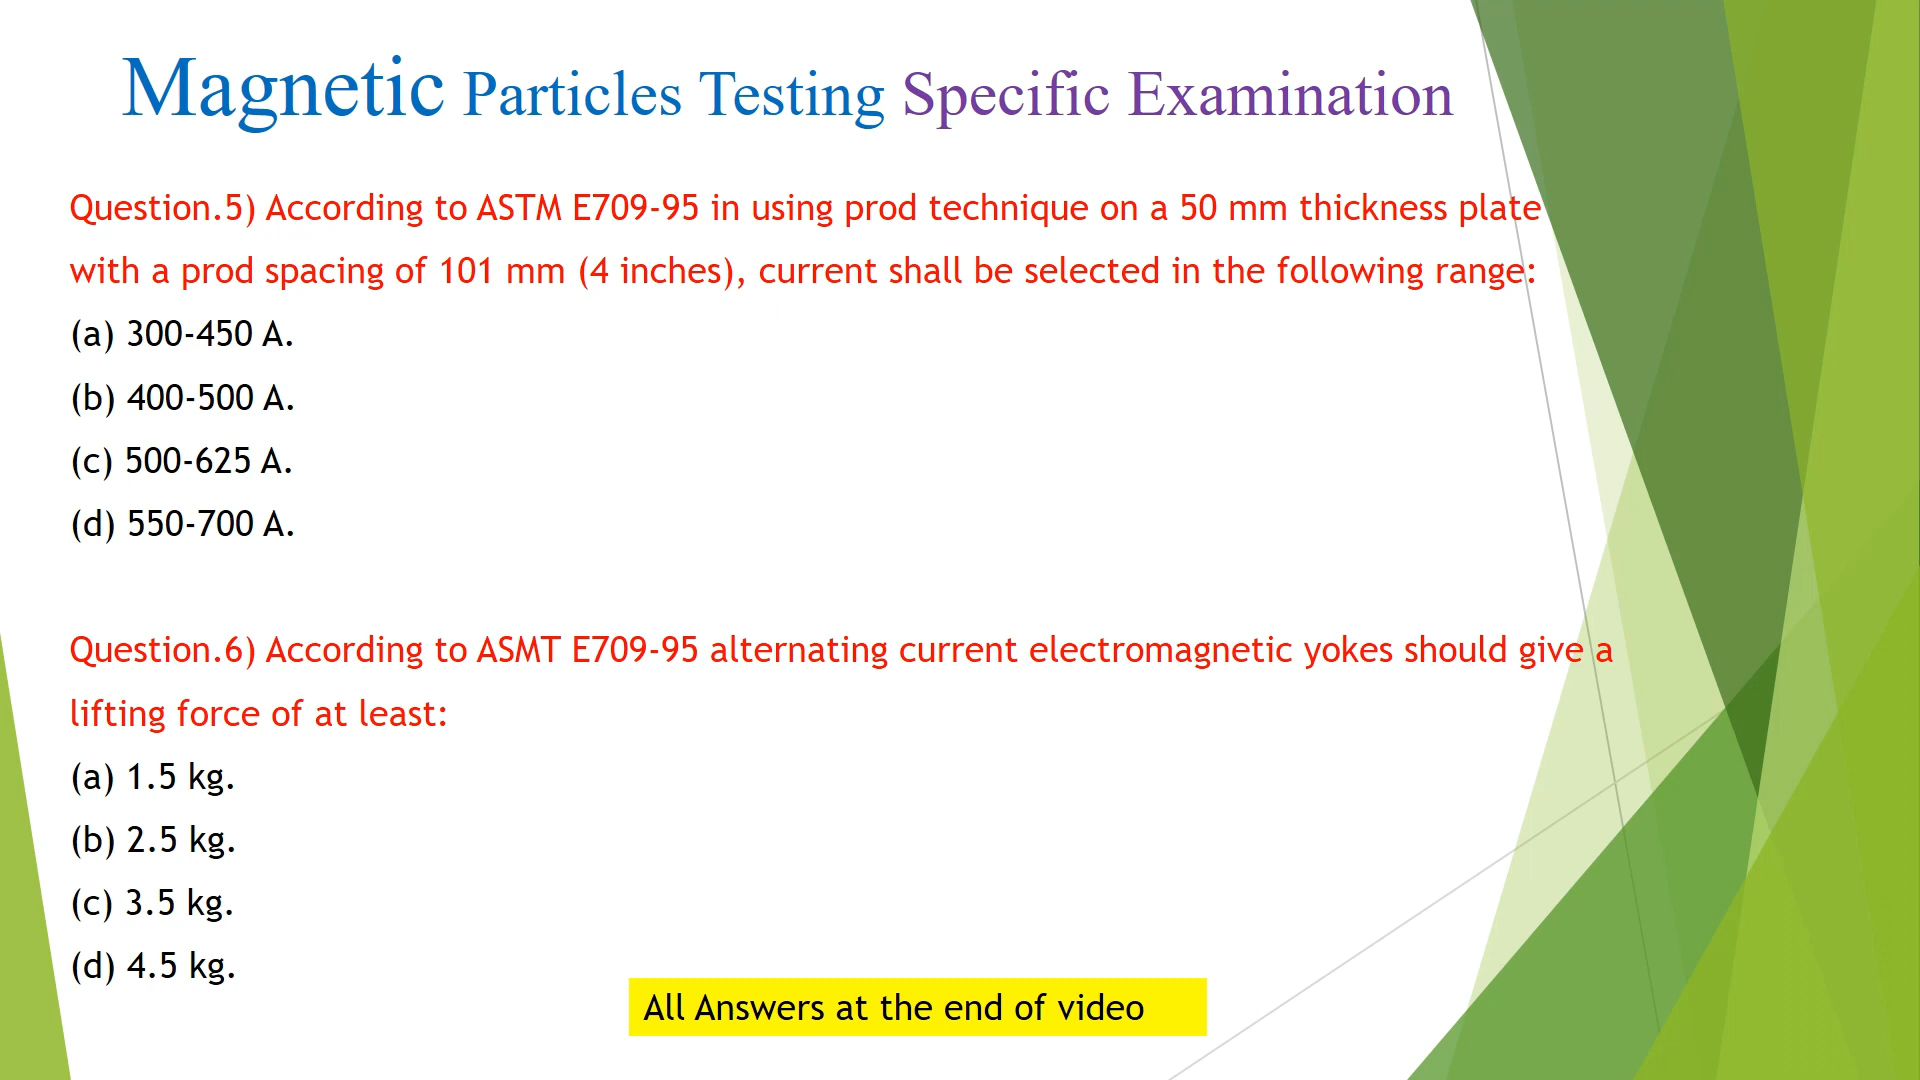 Magnetic Particles Testing Specific Examination
Question.5) According to ASTM E709-95 in using prod technique on a 50 mm thickness plate
with a prod spacing of 101 mm (4 inches), current shall be selected in the following range:
(a) 300-450 A.
(b) 400-500 A.
(c) 500-625 A.
(d) 550-700 A.
Question.6) According to ASMT E709-95 alternating current electromagnetic yokes should give a
lifting force of at least:
(a) 1.5 kg.
(b) 2.5 kg.
(c) 3.5 kg.
(d) 4.5 kg.
All Answers at the end of video